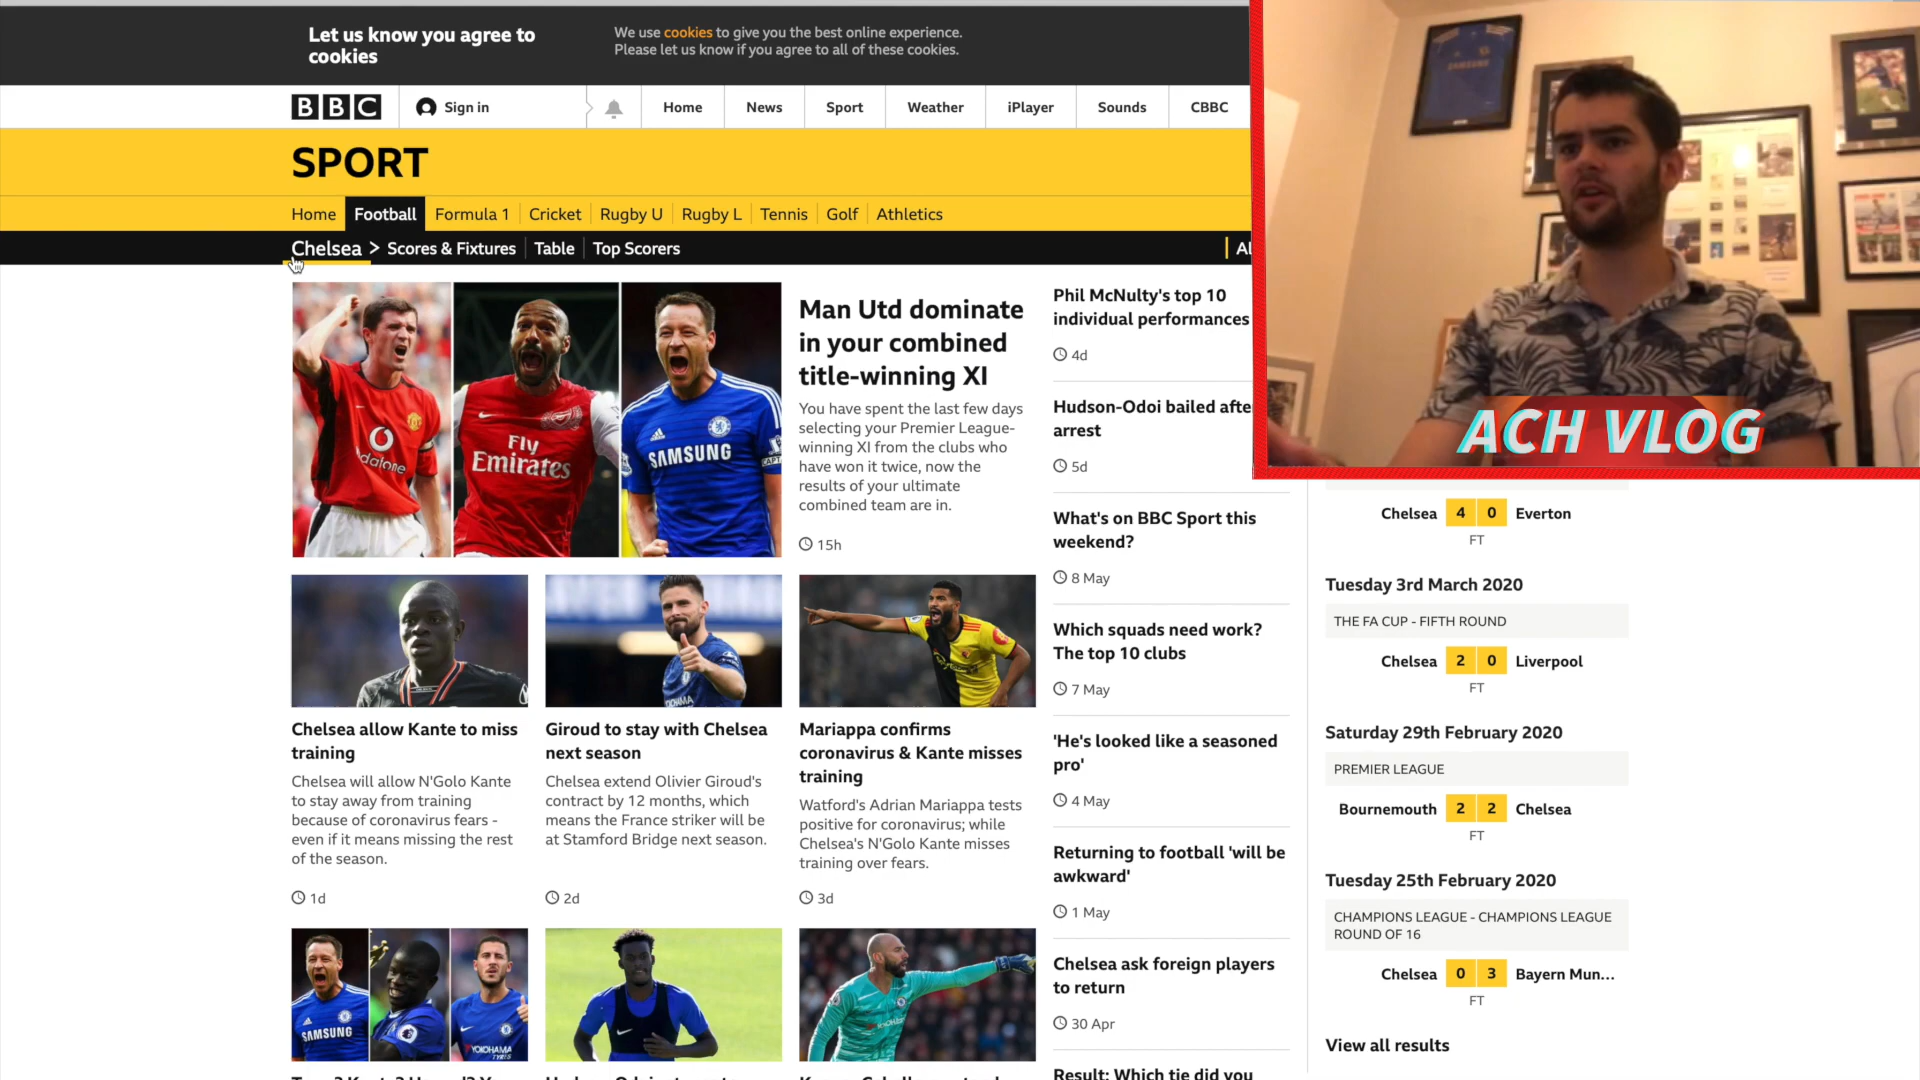 Let us know you agree to
cookies
We use cookies to give you the best online experience.
Please let us know if you agree to all of these cookies.
BBC
Sign in
Home
News
Sport
Weather
iPlayer
Sounds
CBBC
SPORT
Home
Football
Formula 1
Cricket
Rugby U
Rugby L
Tennis
Golf
Athletics
Chelsea >
Scores & Fixtures
Table
Top Scorers
Fly
Emirates
SAMSUNG
Man Utd dominate
in your combined
title-winning XI
You have spent the last few days
selecting your Premier League-
winning XI from the clubs who
have won it twice, now the
results of your ultimate
combined team are in.
15h
Chelsea allow Kante to miss
training
Chelsea will allow N'Golo Kante
to stay away from training
because of coronavirus fears -
even if it means missing the rest
of the season.
1d
Giroud to stay with Chelsea
next season
Chelsea extend Olivier Giroud's
contract by 12 months, which
means the France striker will be
at Stamford Bridge next season.
2d
Mariappa confirms
coronavirus & Kante misses
training
Watford's Adrian Mariappa tests
positive for coronavirus; while
Chelsea's N'Golo Kante misses
training over fears.
3d
SAMSUNG
YOKOHAMA
Phil McNulty's top 10
individual performances
4d
Hudson-Odoi bailed afte
arrest
5d
What's on BBC Sport this
weekend?
8 May
Which squads need work?
The top 10 clubs
7 May
'He's looked like a seasoned
pro'
4 May
Returning to football 'will be
awkward'
1 May
Chelsea ask foreign players
to return
30 Apr
Result: Which tie did you
ACH VLOG
Chelsea 4 0 Everton
FT
Tuesday 3rd March 2020
THE FA CUP - FIFTH ROUND
Chelsea 2 0 Liverpool
FT
Saturday 29th February 2020
PREMIER LEAGUE
Bournemouth 2 2 Chelsea
FT
Tuesday 25th February 2020
CHAMPIONS LEAGUE - CHAMPIONS LEAGUE
ROUND OF 16
Chelsea 0 3 Bayern Mun...
FT
View all results